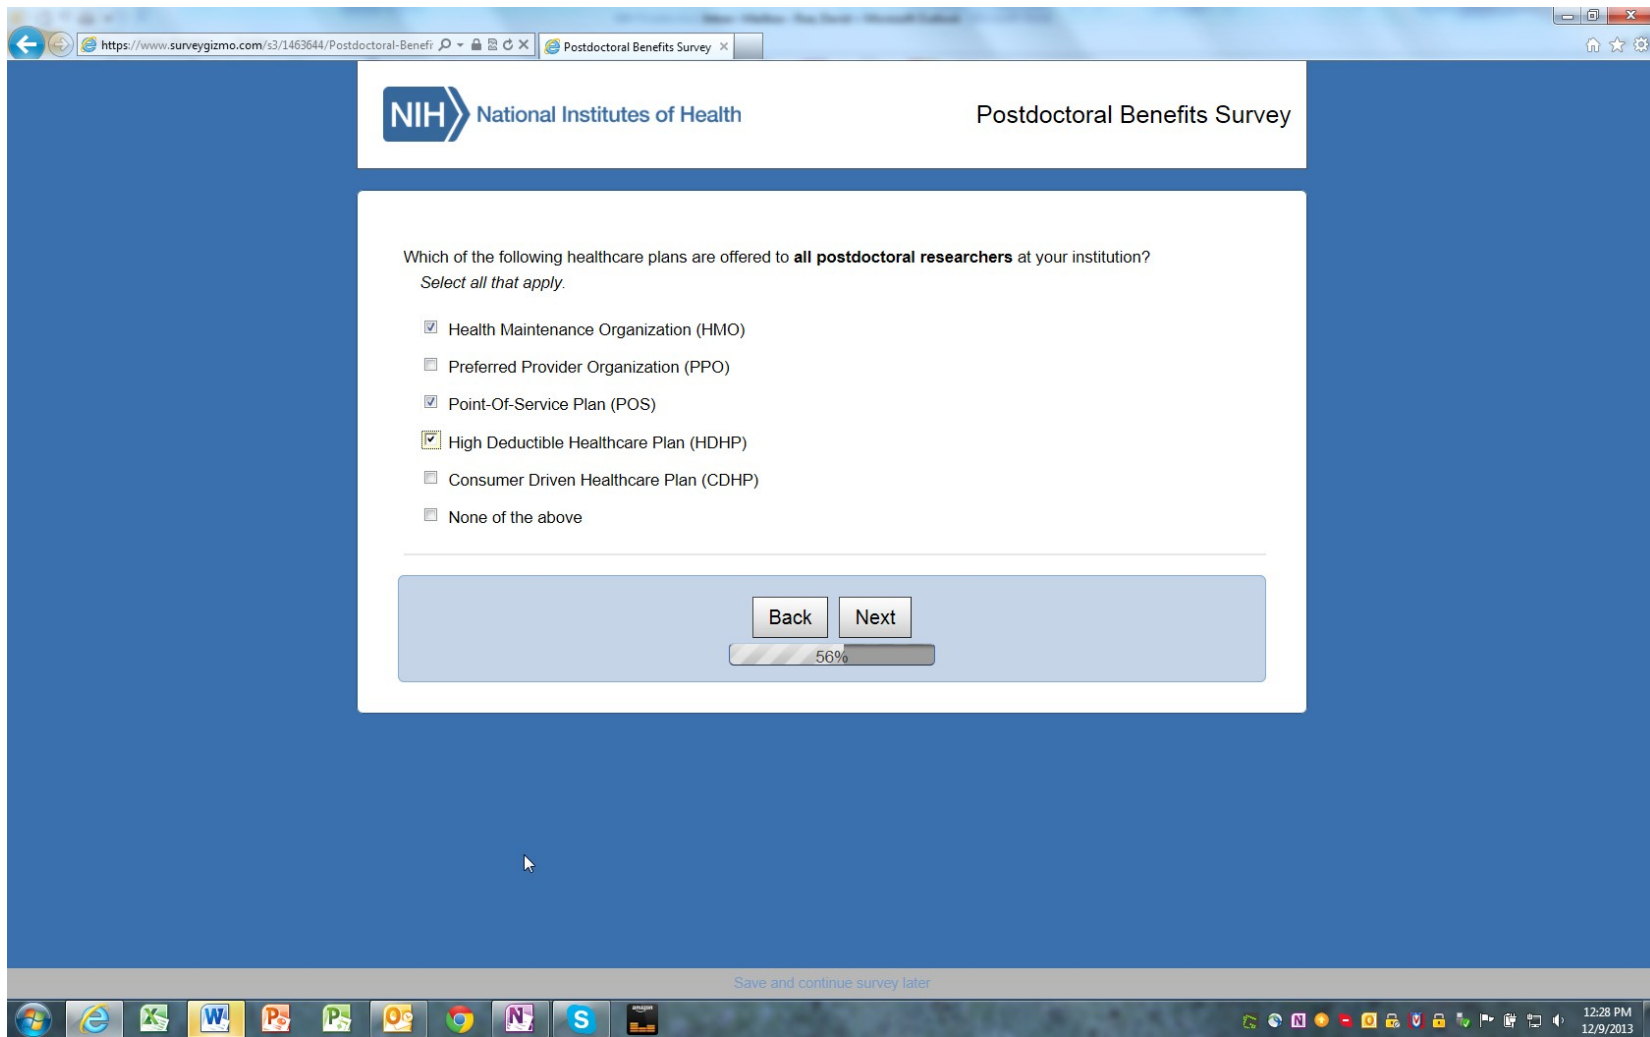 https://www.surveygizmo.com/s3/1463644/Postdoctoral-Benefi
Postdoctoral Benefits Survey
NIH National Institutes of Health
Postdoctoral Benefits Survey
Which of the following healthcare plans are offered to all postdoctoral researchers at your institution?
Select all that apply.
Health Maintenance Organization (HMO)
Preferred Provider Organization (PPO)
Point-Of-Service Plan (POS)
High Deductible Healthcare Plan (HDHP)
Consumer Driven Healthcare Plan (CDHP)
None of the above
Back Next
56%
Save and continue survey later
amazon
12:28 PM
12/9/2013